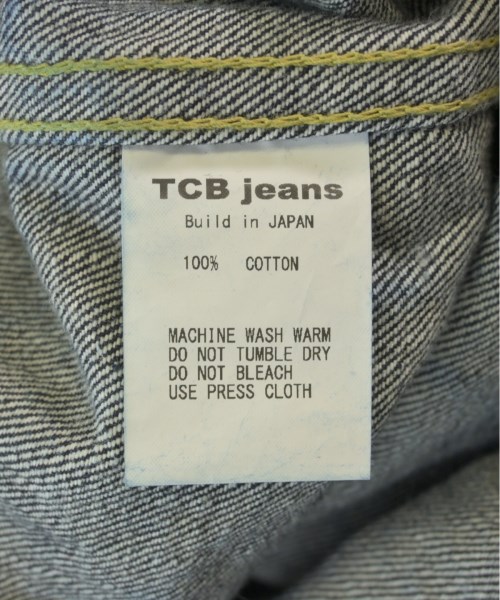 TCB jeans
Build in JAPAN
100% COTTON
MACHINE WASH WARM
DO NOT TUMBLE DRY
DO NOT BLEACH
USE PRESS CLOTH